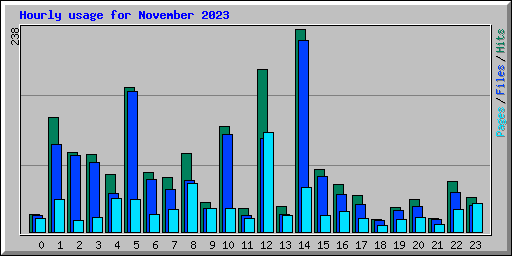 Hourly usage for November 2023
238
Pages / Files / Hits
0 1 2 3 4 5 6 7 8 9 10 11 12 13 14 15 16 17 18 19 20 21 22 23